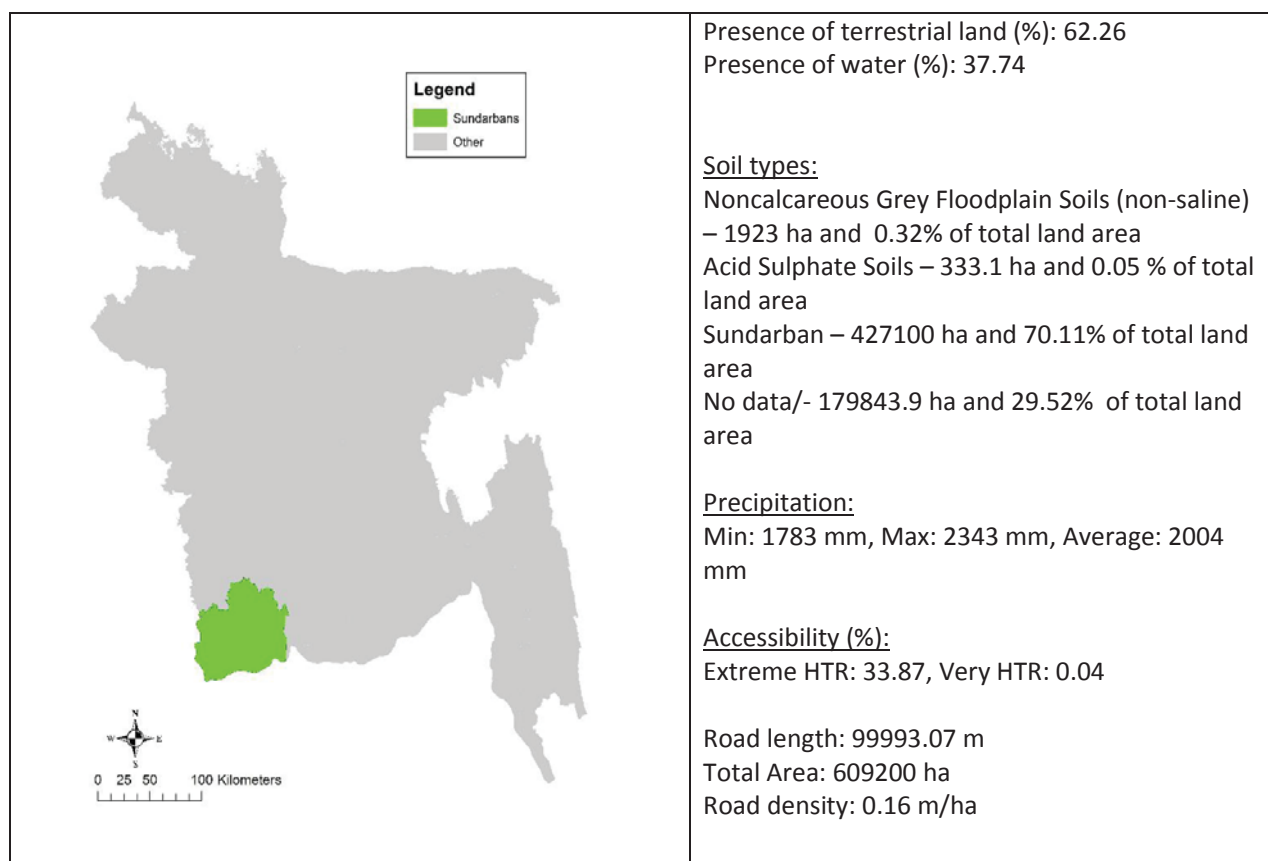 Legend
Sundarbans
Other
N
W E
S
0 25 50 100 Kilometers
Presence of terrestrial land (%): 62.26
Presence of water (%): 37.74
Soil types:
Noncalcareous Grey Floodplain Soils (non-saline)
– 1923 ha and  0.32% of total land area
Acid Sulphate Soils – 333.1 ha and 0.05 % of total
land area
Sundarban – 427100 ha and 70.11% of total land
area
No data/- 179843.9 ha and 29.52%  of total land
area
Precipitation:
Min: 1783 mm, Max: 2343 mm, Average: 2004
mm
Accessibility (%):
Extreme HTR: 33.87, Very HTR: 0.04
Road length: 99993.07 m
Total Area: 609200 ha
Road density: 0.16 m/ha